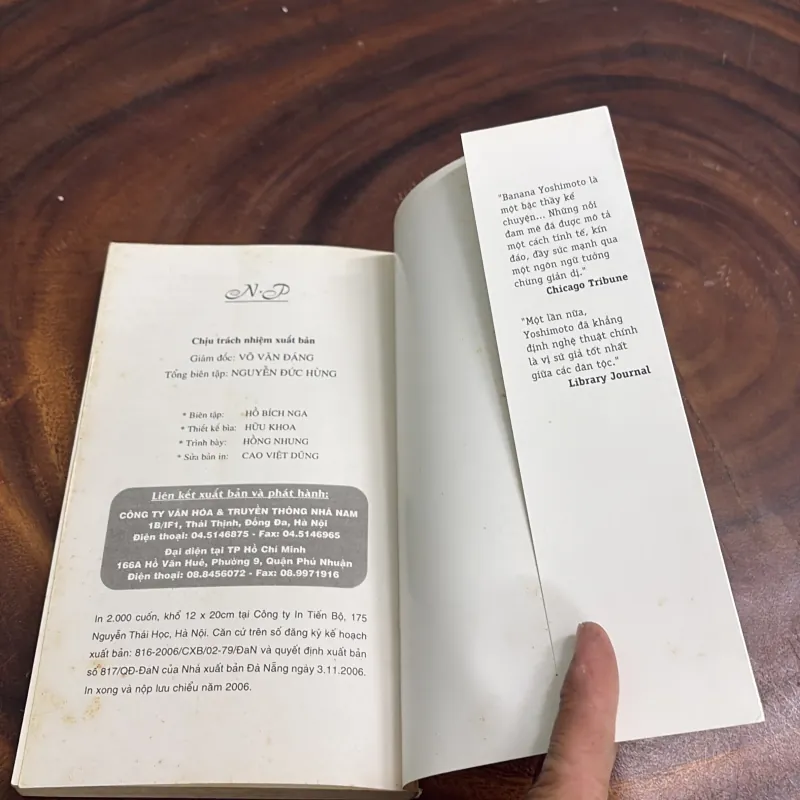 N·P
Chịu trách nhiệm xuất bản
Giám đốc: VÕ VĂN ĐÁNG
Tổng biên tập: NGUYỄN ĐỨC HÙNG
* Biên tập: HỒ BÍCH NGA
* Thiết kế bìa: HỮU KHOA
* Trình bày: HỒNG NHUNG
* Sửa bản in: CAO VIỆT DŨNG
Liên kết xuất bản và phát hành:
CÔNG TY VĂN HÓA & TRUYỀN THÔNG NHÃ NAM
1B/IF1, Thái Thịnh, Đống Đa, Hà Nội
Điện thoại: 04.5146875 - Fax: 04.5146965
Đại diện tại TP Hồ Chí Minh
166A Hồ Văn Huê, Phường 9, Quận Phú Nhuận
Điện thoại: 08.8456072 - Fax: 08.9971916
In 2.000 cuốn, khổ 12 x 20cm tại Công ty In Tiến Bộ, 175
Nguyễn Thái Học, Hà Nội. Căn cứ trên số đăng ký kế hoạch
xuất bản: 816-2006/CXB/02-79/ĐaN và quyết định xuất bản
số 817/QĐ-ĐaN của Nhà xuất bản Đà Nẵng ngày 3.11.2006.
In xong và nộp lưu chiểu năm 2006.
"Banana Yoshimoto là
một bậc thầy kể
chuyện... Những nỗi
đam mê đã được mô tả
một cách tinh tế, kín
đáo, đầy sức mạnh qua
một ngôn ngữ tưởng
chừng giản dị."
Chicago Tribune
"Một lần nữa,
Yoshimoto đã khẳng
định nghệ thuật chính
là vị sứ giả tốt nhất
giữa các dân tộc."
Library Journal